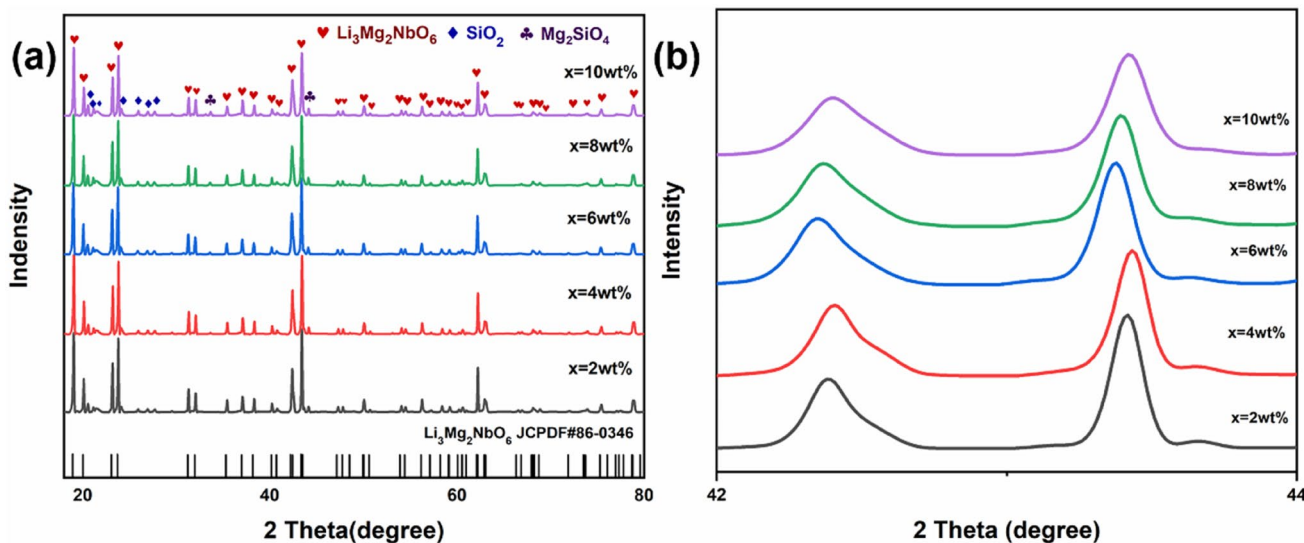 (a)
♥ Li₃Mg₂NbO₆ ♦ SiO₂ ♣ Mg₂SiO₄
x=10wt%
x=8wt%
x=6wt%
x=4wt%
x=2wt%
Li₃Mg₂NbO₆ JCPDF#86-0346
Indensity
20 40 60 80
2 Theta(degree)
(b)
x=10wt%
x=8wt%
x=6wt%
x=4wt%
x=2wt%
Intensity
42 44
2 Theta (degree)